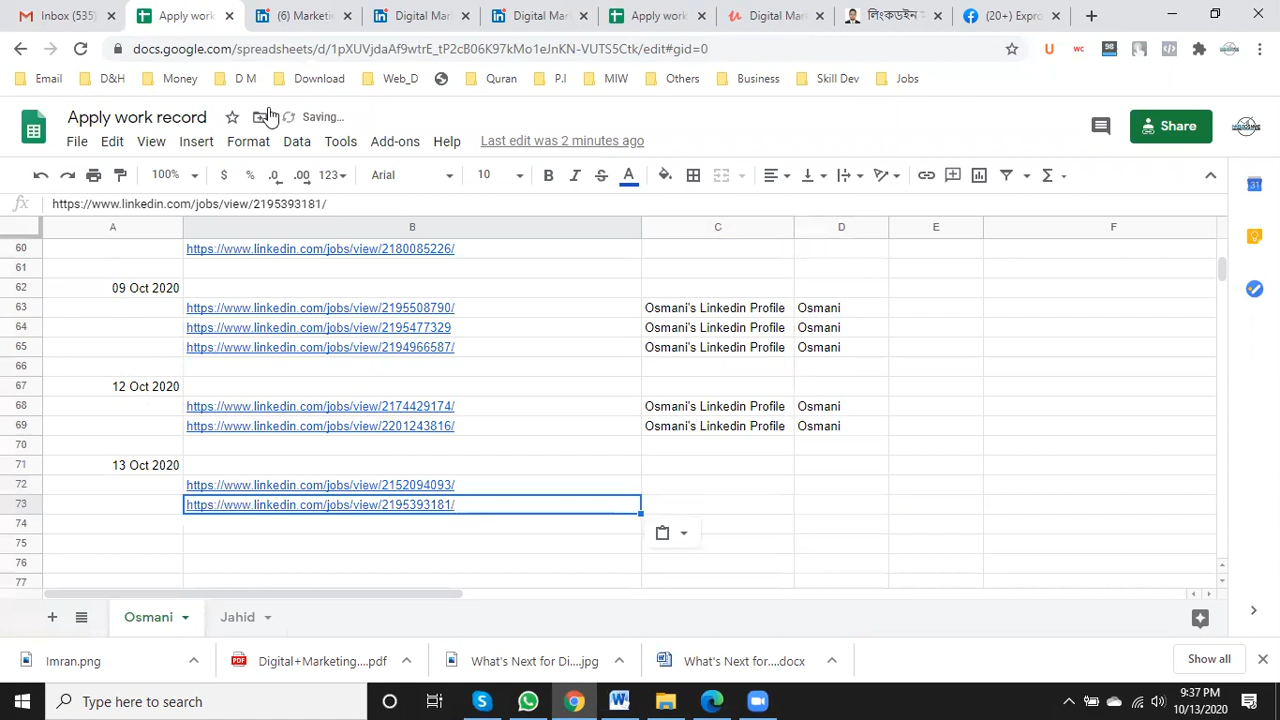 Inbox (535)
Apply work
(6) Marketi
Digital Mar
Digital Ma
Apply work
Digital Mar
লিংকডইন
(20+) Expro
docs.google.com/spreadsheets/d/1pXUVjdaAf9wtrE_tP2cB06K97kMo1eJnKN-VUTS5Ctk/edit#gid=0
Email
D&H
Money
D M
Download
Web_D
Quran
P.I
MIW
Others
Business
Skill Dev
Jobs
Apply work record
Saving...
File Edit View Insert Format Data Tools Add-ons Help Last edit was 2 minutes ago
Share
100% $ % .0 .00 123 Arial 10
https://www.linkedin.com/jobs/view/2195393181/
A B C D E F
60 https://www.linkedin.com/jobs/view/2180085226/
61
62 09 Oct 2020
63 https://www.linkedin.com/jobs/view/2195508790/ Osmani's Linkedin Profile Osmani
64 https://www.linkedin.com/jobs/view/2195477329 Osmani's Linkedin Profile Osmani
65 https://www.linkedin.com/jobs/view/2194966587/ Osmani's Linkedin Profile Osmani
66
67 12 Oct 2020
68 https://www.linkedin.com/jobs/view/2174429174/ Osmani's Linkedin Profile Osmani
69 https://www.linkedin.com/jobs/view/2201243816/ Osmani's Linkedin Profile Osmani
70
71 13 Oct 2020
72 https://www.linkedin.com/jobs/view/2152094093/
73 https://www.linkedin.com/jobs/view/2195393181/
74
75
76
77
Osmani
Jahid
Imran.png
Digital+Marketing....pdf
What's Next for Di....jpg
What's Next for....docx
Show all
Type here to search
9:37 PM
10/13/2020